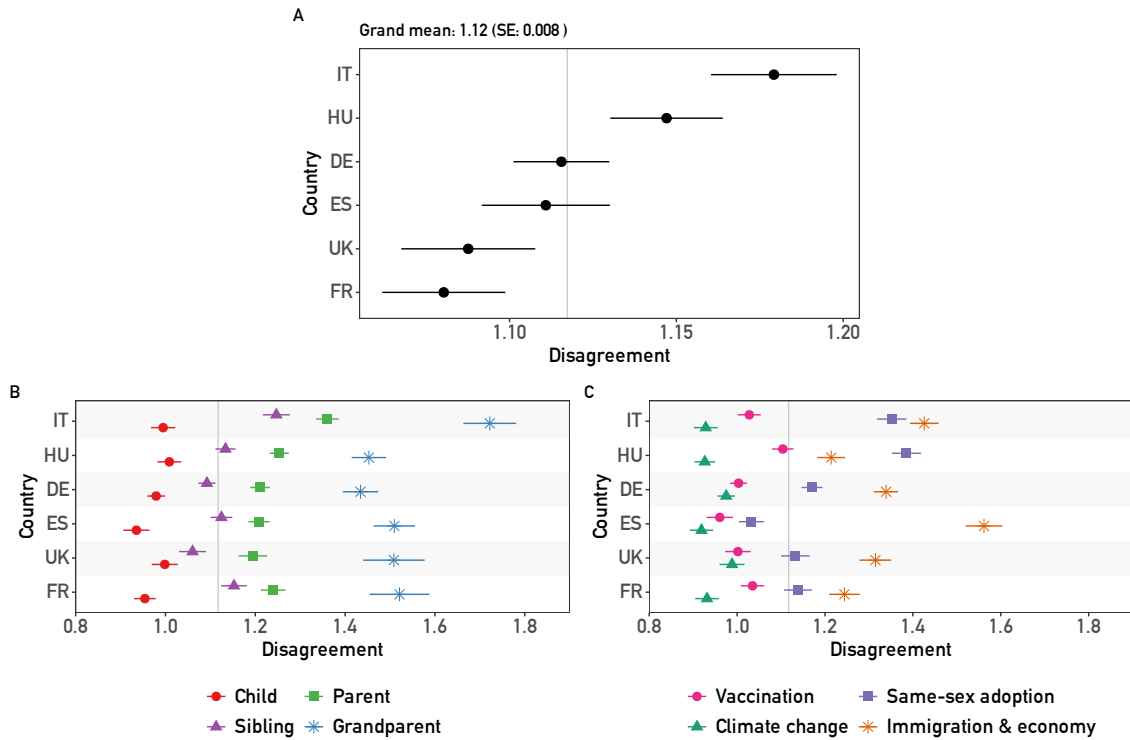 A
Grand mean: 1.12 (SE: 0.008 )
IT
HU
DE
ES
UK
FR
Country
1.10 1.15 1.20
Disagreement
B
IT
HU
DE
ES
UK
FR
Country
0.8 1.0 1.2 1.4 1.6 1.8
Disagreement
Child Parent
Sibling Grandparent
C
IT
HU
DE
ES
UK
FR
Country
0.8 1.0 1.2 1.4 1.6 1.8
Disagreement
Vaccination Same-sex adoption
Climate change Immigration & economy